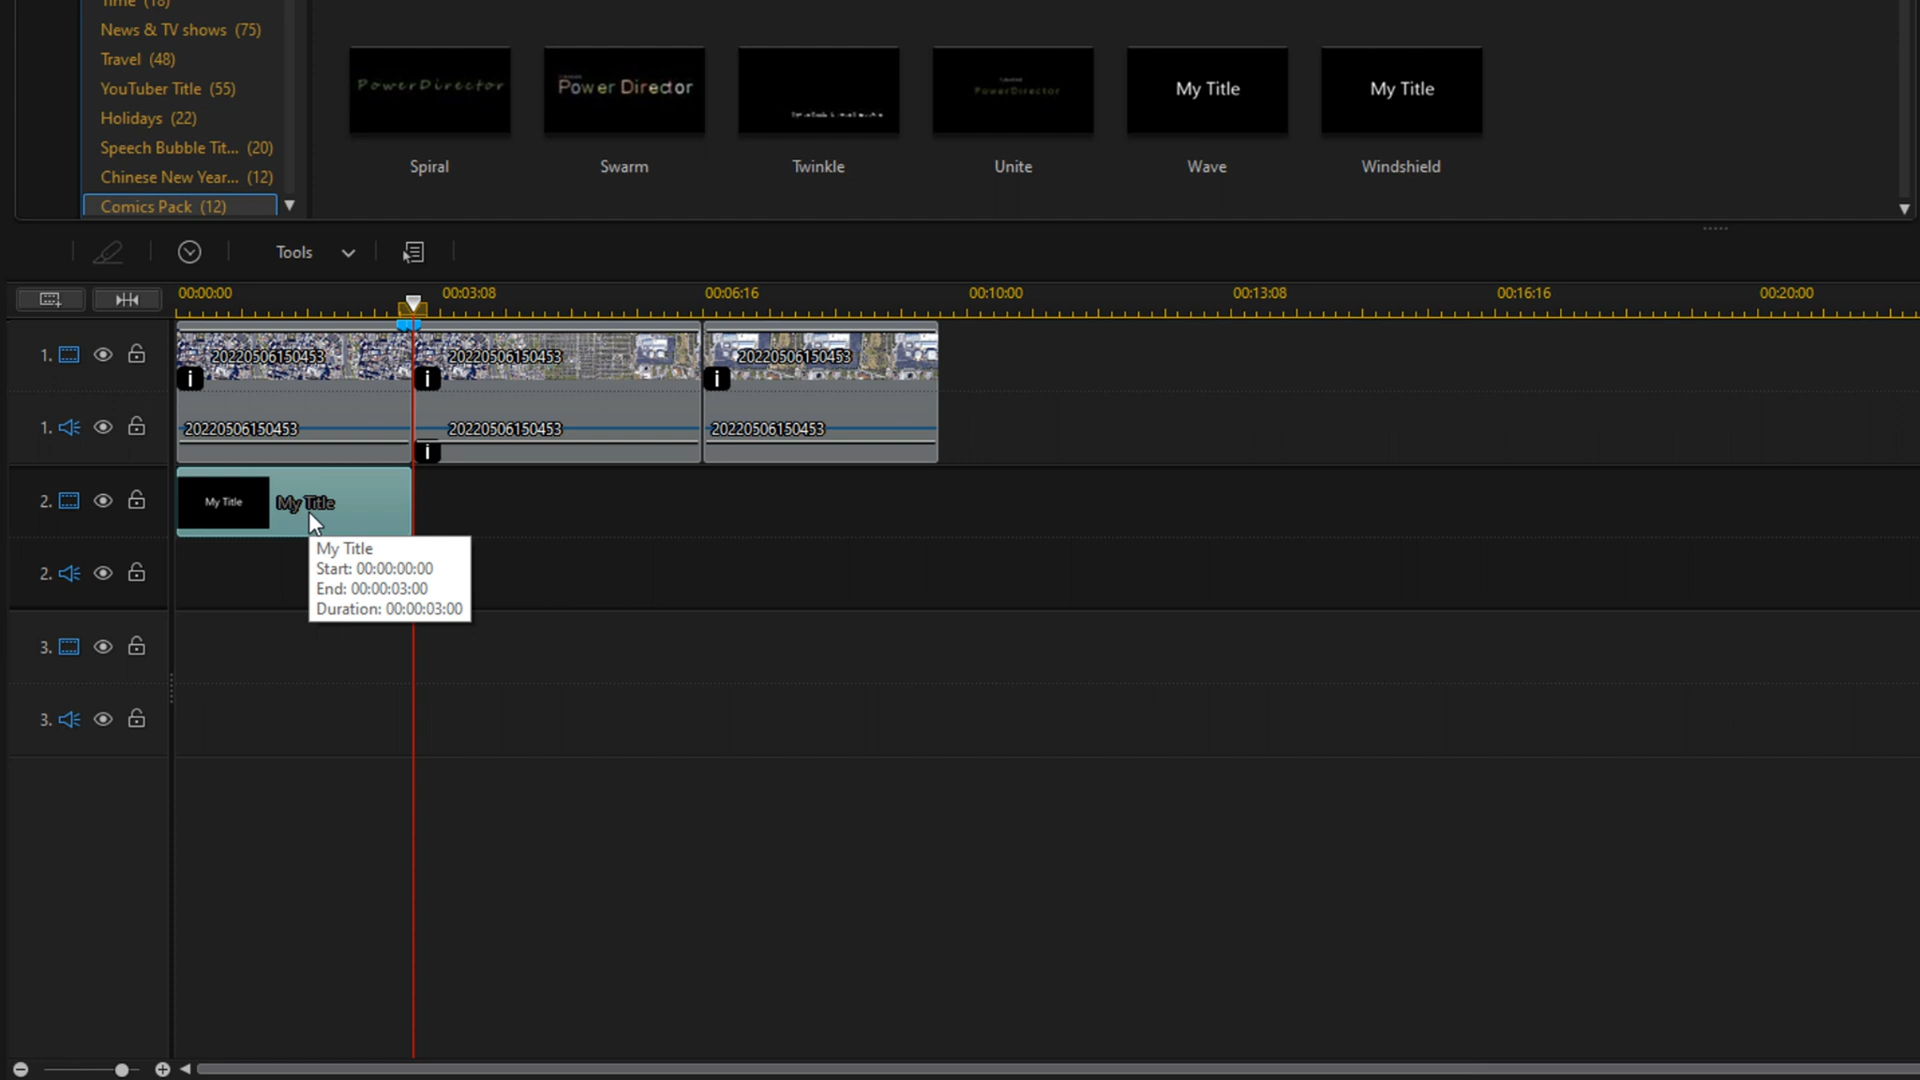 Time (18)
News & TV shows (75)
Travel (48)
YouTuber Title (55)
Holidays (22)
Speech Bubble Tit... (20)
Chinese New Year... (12)
Comics Pack (12)
PowerDirector
Power Director
PowerDirector
My Title
My Title
Spiral
Swarm
Twinkle
Unite
Wave
Windshield
Tools
00:00:00
00:03:08
00:06:16
00:10:00
00:13:08
00:16:16
00:20:00
1.
20220506150453
20220506150453
20220506150453
i
i
i
1.
20220506150453
20220506150453
20220506150453
i
2.
My Title
My Title
My Title
Start: 00:00:00:00
End: 00:00:03:00
Duration: 00:00:03:00
2.
3.
3.